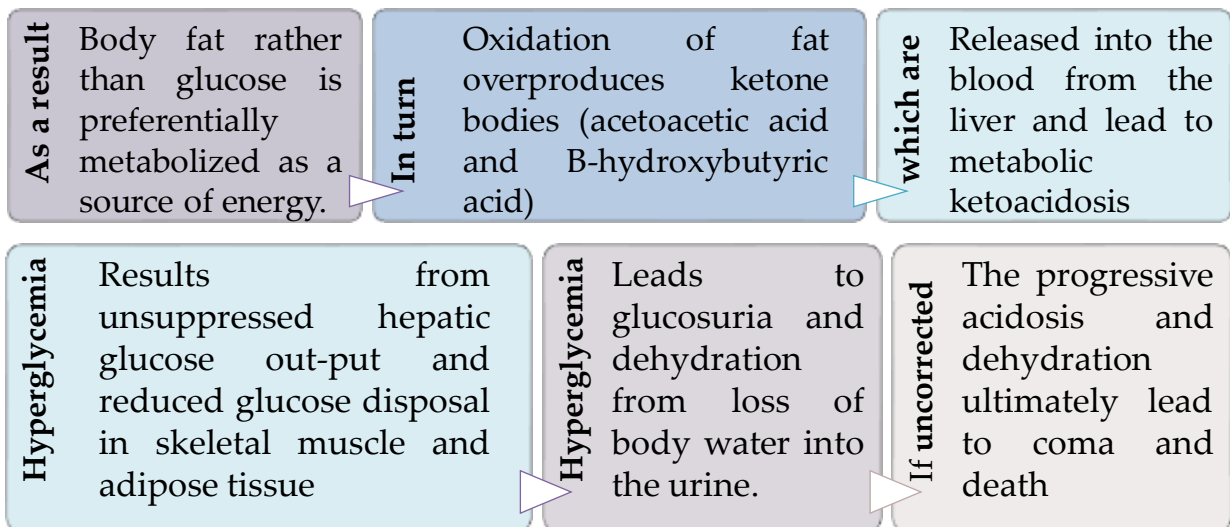 As a result
Body fat rather
than glucose is
preferentially
metabolized as a
source of energy.
In turn
Oxidation of fat
overproduces ketone
bodies (acetoacetic acid
and B-hydroxybutyric
acid)
which are
Released into the
blood from the
liver and lead to
metabolic
ketoacidosis
Hyperglycemia
Results from
unsuppressed hepatic
glucose out-put and
reduced glucose disposal
in skeletal muscle and
adipose tissue
Hyperglycemia
Leads to
glucosuria and
dehydration
from loss of
body water into
the urine.
If uncorrected
The progressive
acidosis and
dehydration
ultimately lead
to coma and
death